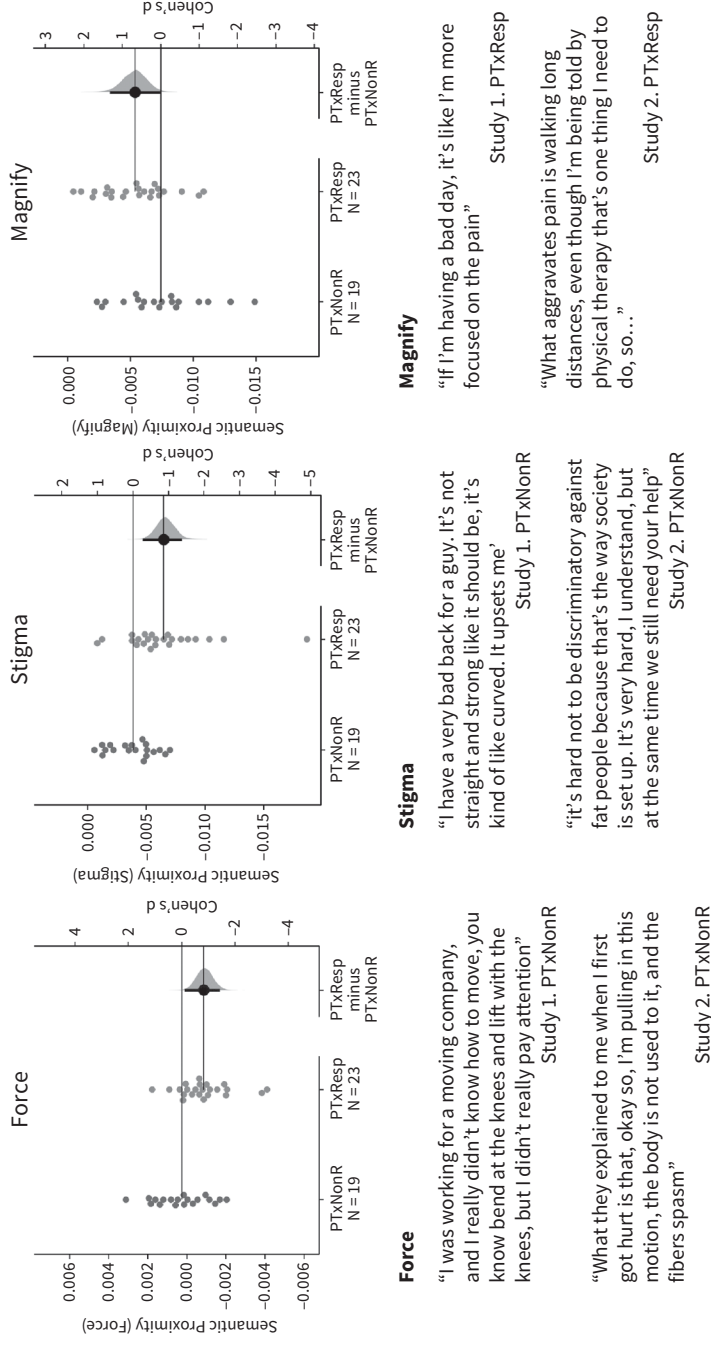 Force
Semantic Proximity (Force)
0.006
0.004
0.002
0.000
−0.002
−0.004
−0.006
Cohen's d
4
2
0
−2
−4
PTxNonR
N = 19
PTxResp
N = 23
PTxResp
minus
PTxNonR
Stigma
Semantic Proximity (Stigma)
0.000
−0.005
−0.010
−0.015
Cohen's d
2
1
0
−1
−2
−3
−4
−5
PTxNonR
N = 19
PTxResp
N = 23
PTxResp
minus
PTxNonR
Magnify
Semantic Proximity (Magnify)
0.000
−0.005
−0.010
−0.015
Cohen's d
3
2
1
0
−1
−2
−3
−4
PTxNonR
N = 19
PTxResp
N = 23
PTxResp
minus
PTxNonR
Force
“I was working for a moving company,
and I really didn’t know how to move, you
know bend at the knees and lift with the
knees, but I didn’t really pay attention”
Study 1. PTxNonR
“What they explained to me when I first
got hurt is that, okay so, I’m pulling in this
motion, the body is not used to it, and the
fibers spasm”
Study 2. PTxNonR
Stigma
“I have a very bad back for a guy. It’s not
straight and strong like it should be, it’s
kind of like curved. It upsets me’
Study 1. PTxNonR
“it’s hard not to be discriminatory against
fat people because that’s the way society
is set up. It’s very hard, I understand, but
at the same time we still need your help”
Study 2. PTxNonR
Magnify
“If I’m having a bad day, it’s like I’m more
focused on the pain”
Study 1. PTxResp
“What aggravates pain is walking long
distances, even though I’m being told by
physical therapy that’s one thing I need to
do, so…”
Study 2. PTxResp